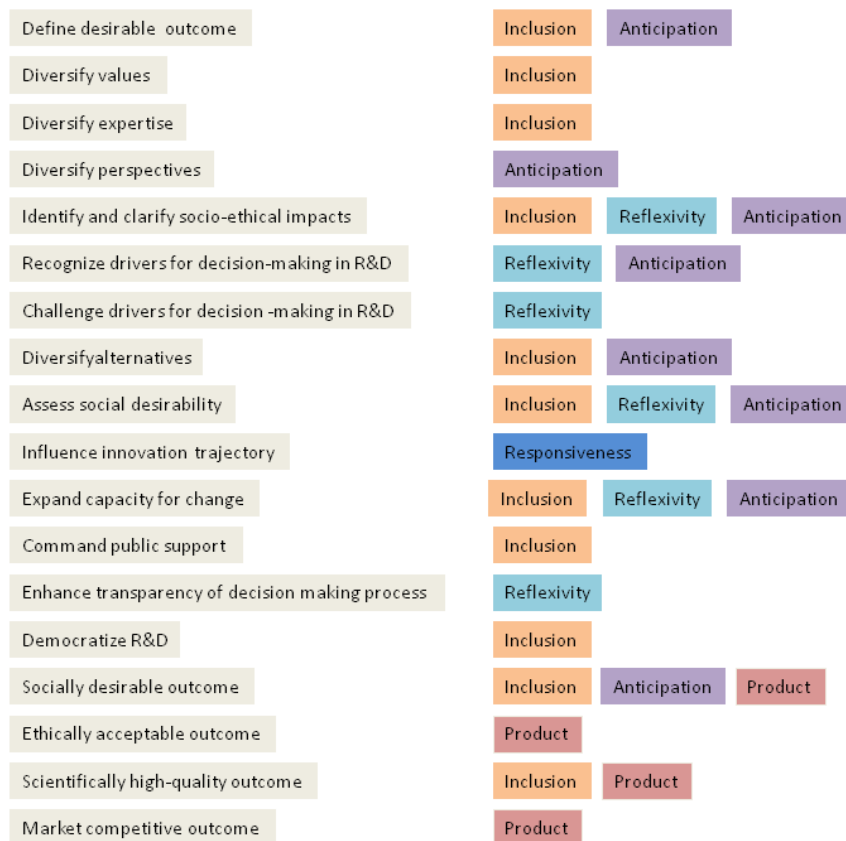 Define desirable outcome Inclusion Anticipation
Diversify values Inclusion
Diversify expertise Inclusion
Diversify perspectives Anticipation
Identify and clarify socio-ethical impacts Inclusion Reflexivity Anticipation
Recognize drivers for decision-making in R&D Reflexivity Anticipation
Challenge drivers for decision -making in R&D Reflexivity
Diversifyalternatives Inclusion Anticipation
Assess social desirability Inclusion Reflexivity Anticipation
Influence innovation trajectory Responsiveness
Expand capacity for change Inclusion Reflexivity Anticipation
Command public support Inclusion
Enhance transparency of decision making process Reflexivity
Democratize R&D Inclusion
Socially desirable outcome Inclusion Anticipation Product
Ethically acceptable outcome Product
Scientifically high-quality outcome Inclusion Product
Market competitive outcome Product